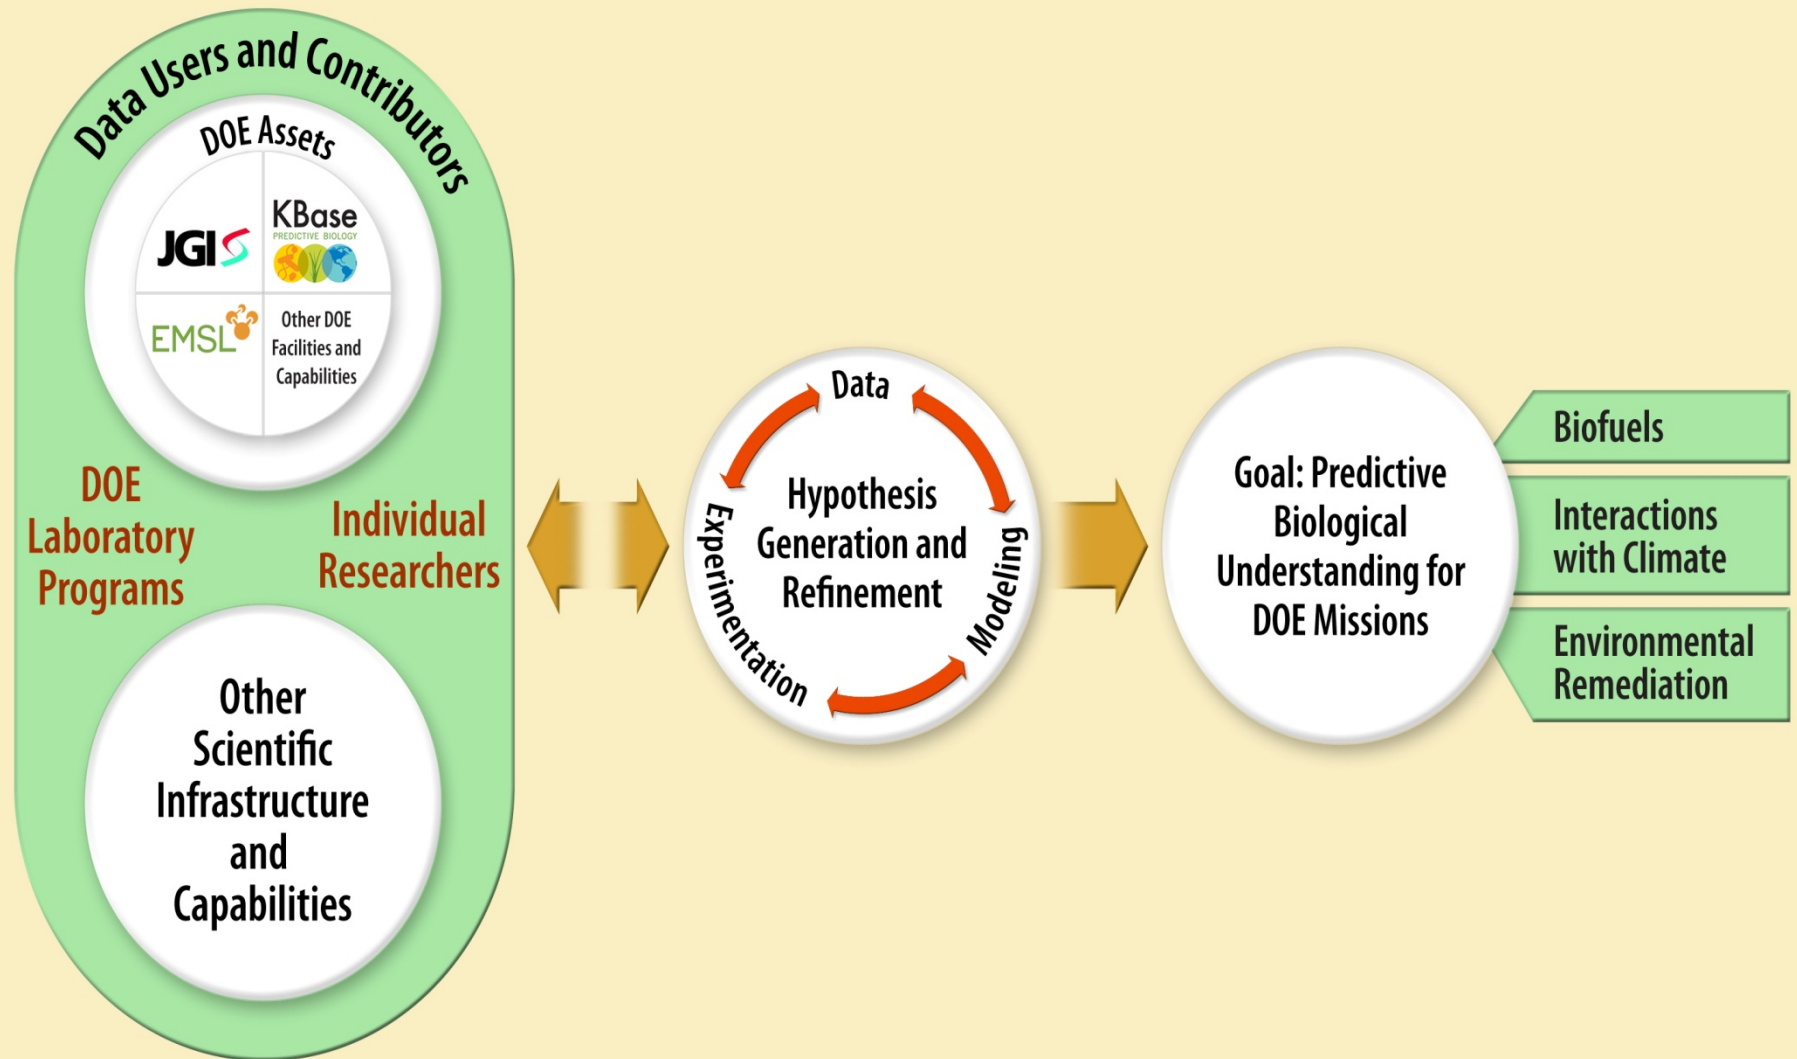 Data Users and Contributors
DOE Assets
JGI
KBase
PREDICTIVE BIOLOGY
EMSL
Other DOE
Facilities and
Capabilities
DOE
Laboratory
Programs
Individual
Researchers
Other
Scientific
Infrastructure
and
Capabilities
Data
Experimentation
Modeling
Hypothesis
Generation and
Refinement
Goal: Predictive
Biological
Understanding for
DOE Missions
Biofuels
Interactions
with Climate
Environmental
Remediation